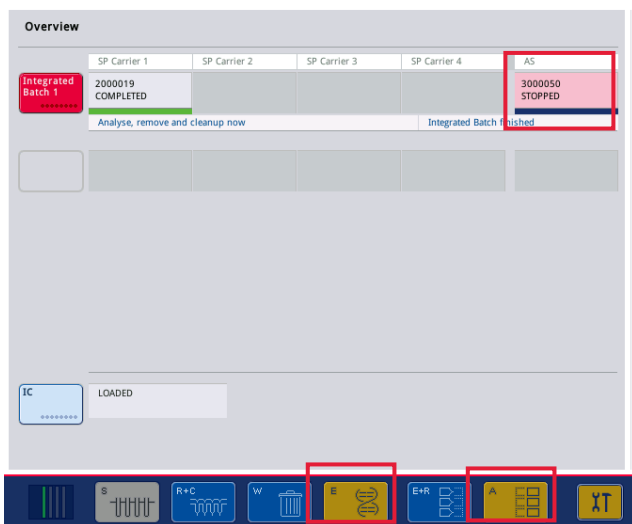 Overview
SP Carrier 1 SP Carrier 2 SP Carrier 3 SP Carrier 4 AS
Integrated
Batch 1
2000019
COMPLETED
3000050
STOPPED
Analyse, remove and cleanup now Integrated Batch finished
IC
LOADED
S R+C W E E+R A